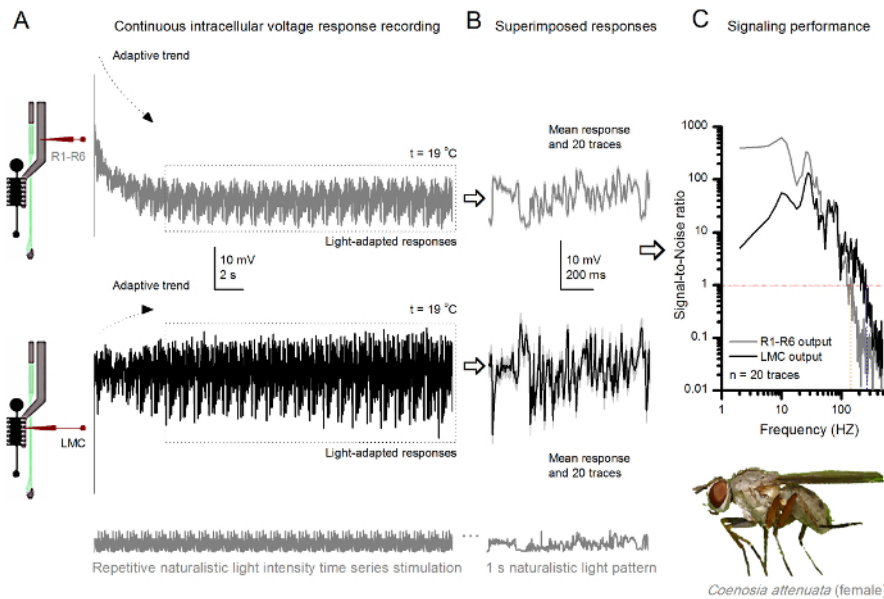 A
Continuous intracellular voltage response recording
B
Superimposed responses
C
Signaling performance
Adaptive trend
R1-R6
t = 19 °C
Light-adapted responses
10 mV
2 s
Mean response
and 20 traces
10 mV
200 ms
Adaptive trend
t = 19 °C
LMC
Light-adapted responses
Mean response
and 20 traces
Signal-to-Noise ratio
1000
100
10
1
0.1
0.01
R1-R6 output
LMC output
n = 20 traces
1
10
100
Frequency (HZ)
Repetitive naturalistic light intensity time series stimulation
1 s naturalistic light pattern
Coenosia attenuata (female)